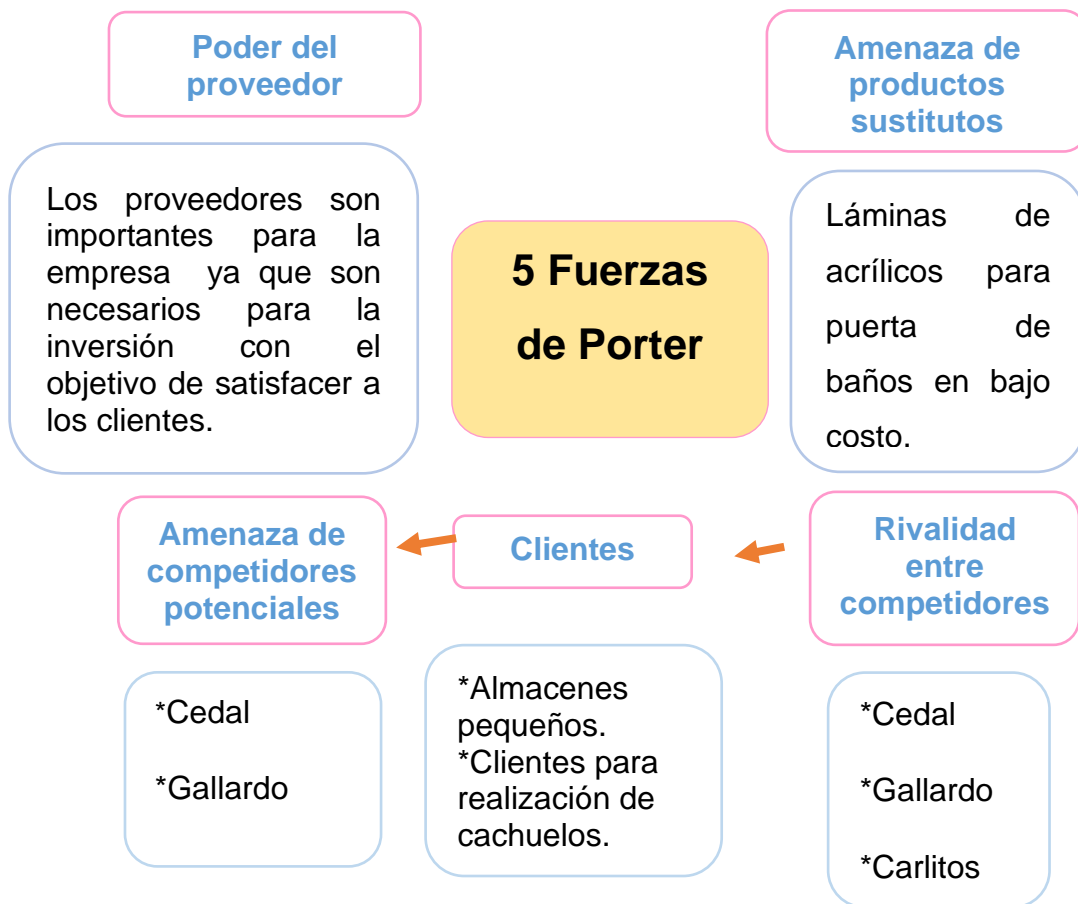 Poder del
proveedor
Amenaza de
productos
sustitutos
Los proveedores son
importantes para la
empresa ya que son
necesarios para la
inversión con el
objetivo de satisfacer a
los clientes.
5 Fuerzas
de Porter
Láminas de
acrílicos para
puerta de
baños en bajo
costo.
Amenaza de
competidores
potenciales
Clientes
Rivalidad
entre
competidores
*Cedal
*Gallardo
*Almacenes
pequeños.
*Clientes para
realización de
cachuelos.
*Cedal
*Gallardo
*Carlitos